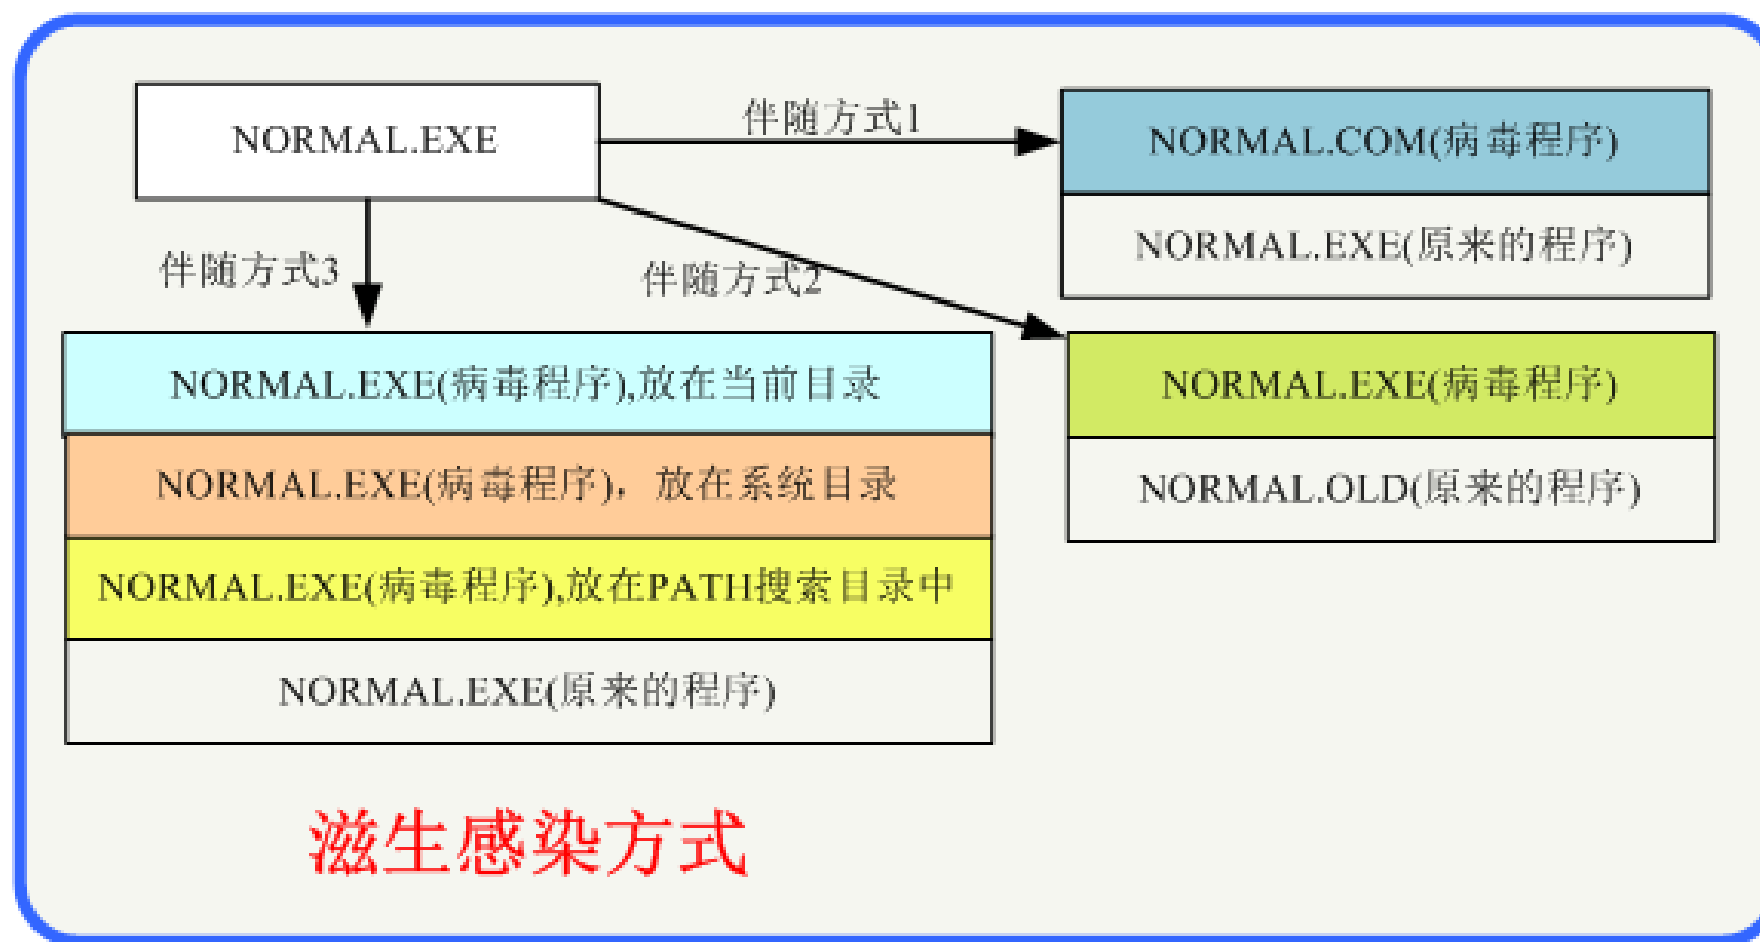 NORMAL.EXE
伴随方式1
NORMAL.COM(病毒程序)
NORMAL.EXE(原来的程序)
伴随方式3
伴随方式2
NORMAL.EXE(病毒程序),放在当前目录
NORMAL.EXE(病毒程序)，放在系统目录
NORMAL.EXE(病毒程序),放在PATH搜索目录中
NORMAL.EXE(原来的程序)
NORMAL.EXE(病毒程序)
NORMAL.OLD(原来的程序)
滋生感染方式